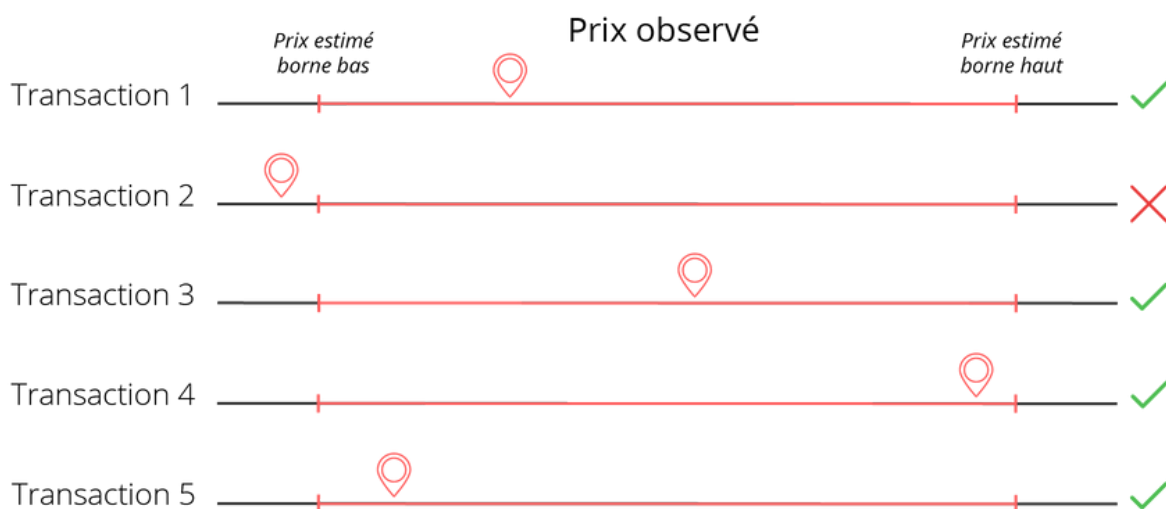 Prix observé
Prix estimé
borne bas
Prix estimé
borne haut
Transaction 1
Transaction 2
Transaction 3
Transaction 4
Transaction 5